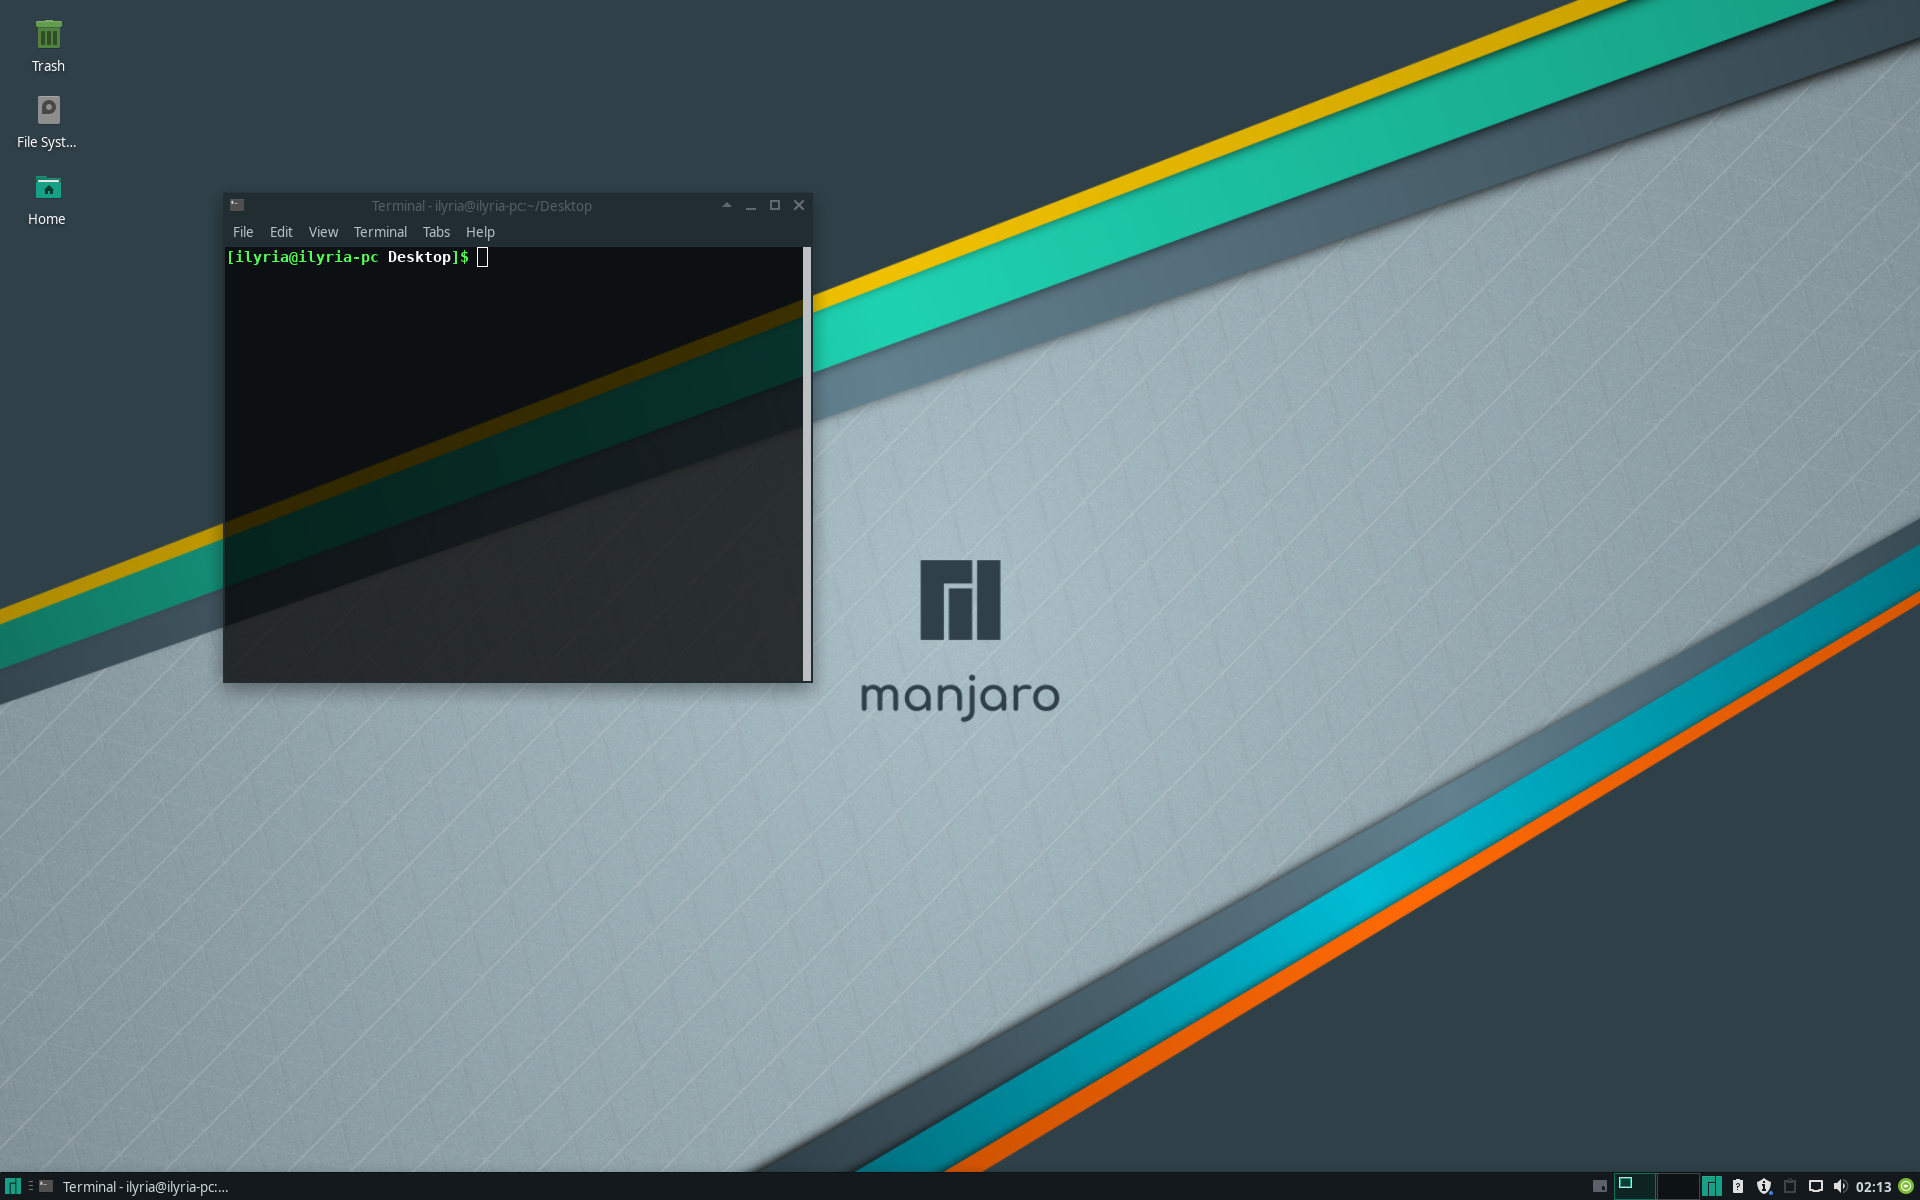 Trash
File Syst...
Home
Terminal - ilyria@ilyria-pc:~/Desktop
File Edit View Terminal Tabs Help
[ilyria@ilyria-pc Desktop]$
manjaro
Terminal - ilyria@ilyria-pc:...
02:13